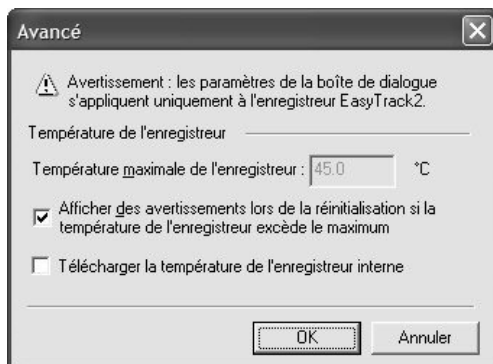 Avancé
Avertissement : les paramètres de la boîte de dialogue
s'appliquent uniquement à l'enregistreur EasyTrack2.
Température de l'enregistreur
Température maximale de l'enregistreur : 45.0 °C
Afficher des avertissements lors de la réinitialisation si la
température de l'enregistreur excède le maximum
Télécharger la température de l'enregistreur interne
OK Annuler